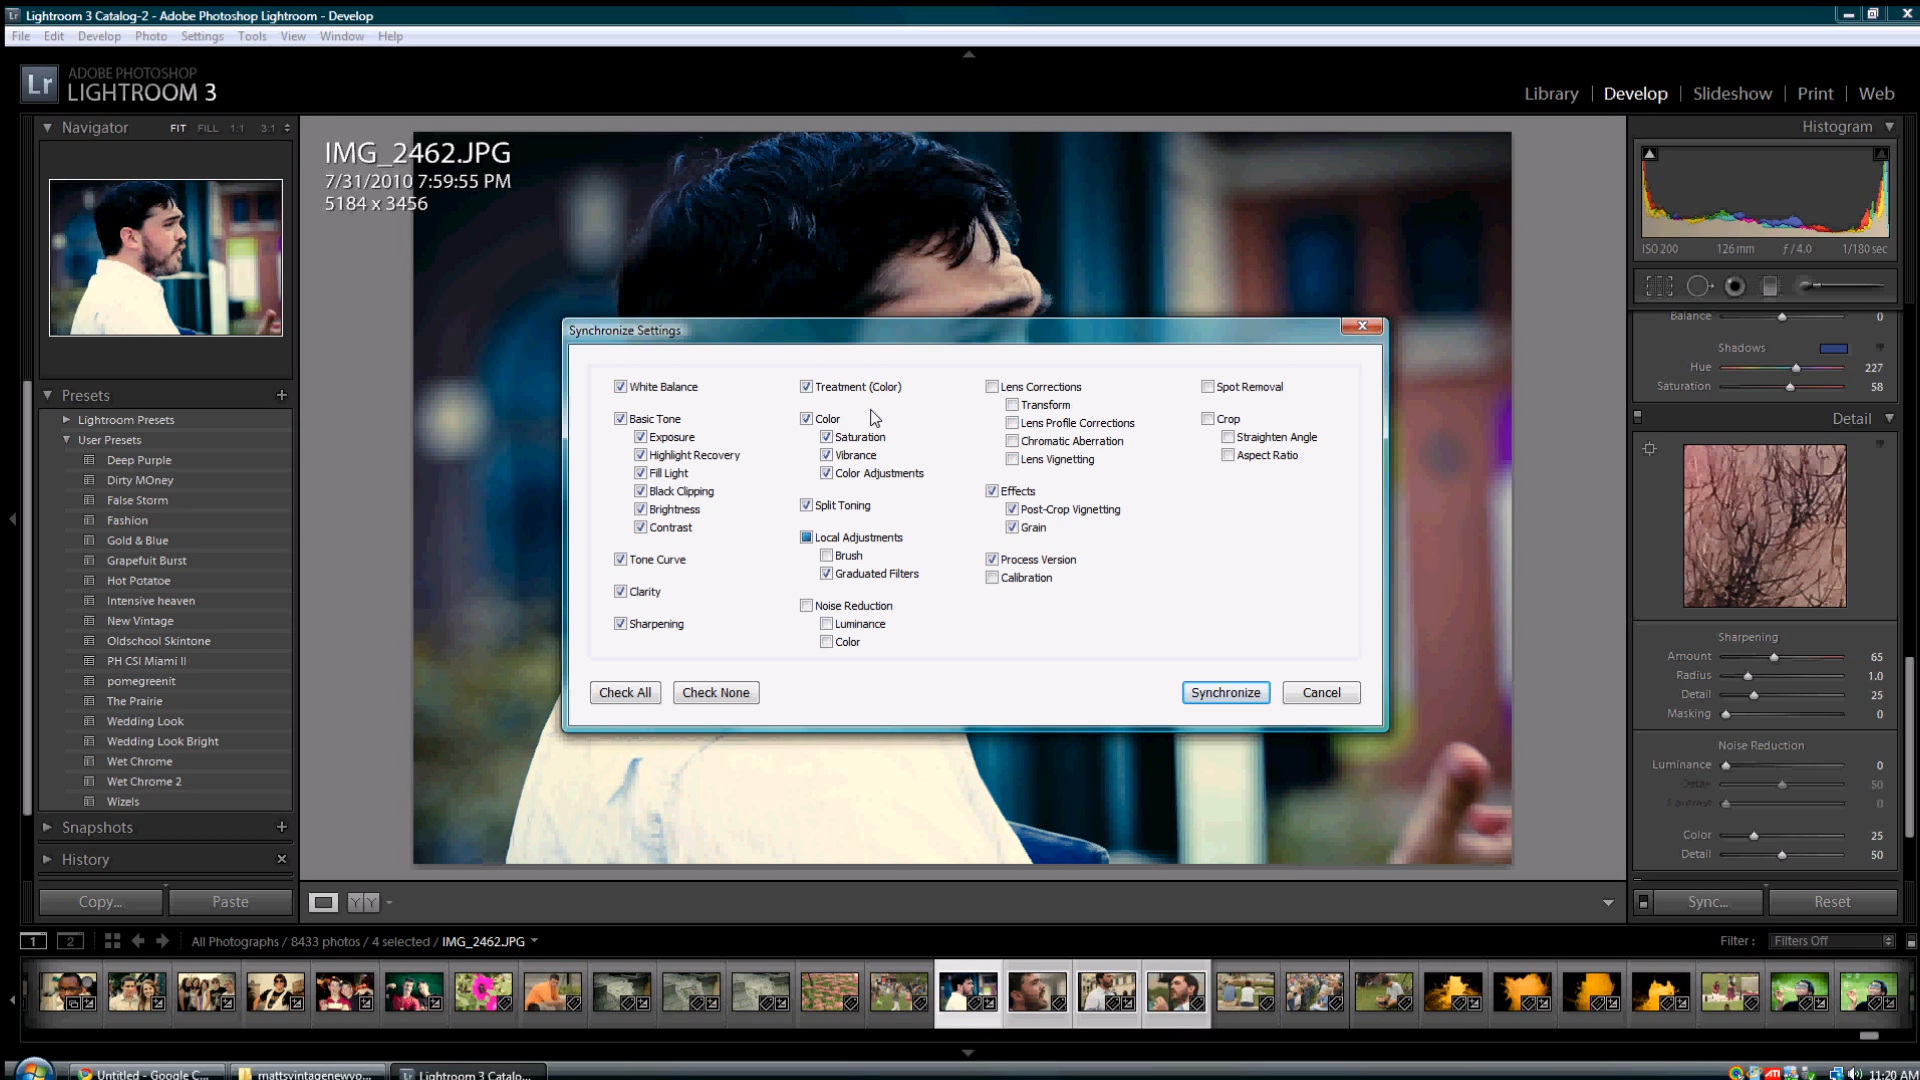 Lightroom 3 Catalog-2 - Adobe Photoshop Lightroom - Develop
File Edit Develop Photo Settings Tools View Window Help
Lr ADOBE PHOTOSHOP
LIGHTROOM 3
Library Develop Slideshow Print Web
Navigator FIT FILL 1:1 3:1
IMG_2462.JPG
7/31/2010 7:59:55 PM
5184 x 3456
Presets
Lightroom Presets
User Presets
Deep Purple
Dirty MOney
False Storm
Fashion
Gold & Blue
Grapefuit Burst
Hot Potatoe
Intensive heaven
New Vintage
Oldschool Skintone
PH CSI Miami II
pomegreenit
The Prairie
Wedding Look
Wedding Look Bright
Wet Chrome
Wet Chrome 2
Wizels
Snapshots
History
Copy... Paste
Synchronize Settings
White Balance
Basic Tone
Exposure
Highlight Recovery
Fill Light
Black Clipping
Brightness
Contrast
Tone Curve
Clarity
Sharpening
Treatment (Color)
Color
Saturation
Vibrance
Color Adjustments
Split Toning
Local Adjustments
Brush
Graduated Filters
Noise Reduction
Luminance
Color
Lens Corrections
Transform
Lens Profile Corrections
Chromatic Aberration
Lens Vignetting
Effects
Post-Crop Vignetting
Grain
Process Version
Calibration
Spot Removal
Crop
Straighten Angle
Aspect Ratio
Check All Check None Synchronize Cancel
Histogram
ISO 200 126 mm ƒ / 4.0 1/180 sec
Balance 0
Shadows
Hue 227
Saturation 58
Detail
Sharpening
Amount 65
Radius 1.0
Detail 25
Masking 0
Noise Reduction
Luminance 0
Detail 50
Contrast 0
Color 25
Detail 50
Sync... Reset
1 2 All Photographs / 8433 photos / 4 selected / IMG_2462.JPG
Filter : Filters Off
Untitled - Google C... mattsvintagenewyo... Lightroom 3 Catalo...
11:20 AM